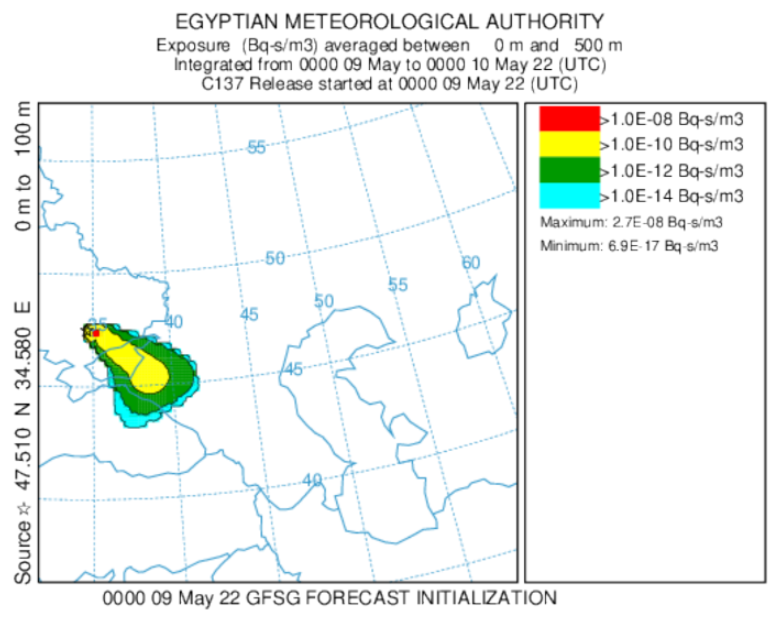 EGYPTIAN METEOROLOGICAL AUTHORITY
Exposure (Bq-s/m3) averaged between 0 m and 500 m
Integrated from 0000 09 May to 0000 10 May 22 (UTC)
C137 Release started at 0000 09 May 22 (UTC)
Source ☆ 47.510 N 34.580 E 0 m to 100 m
55
50
60
55
50
45
40
35
45
40
>1.0E-08 Bq-s/m3
>1.0E-10 Bq-s/m3
>1.0E-12 Bq-s/m3
>1.0E-14 Bq-s/m3
Maximum: 2.7E-08 Bq-s/m3
Minimum: 6.9E-17 Bq-s/m3
0000 09 May 22 GFSG FORECAST INITIALIZATION